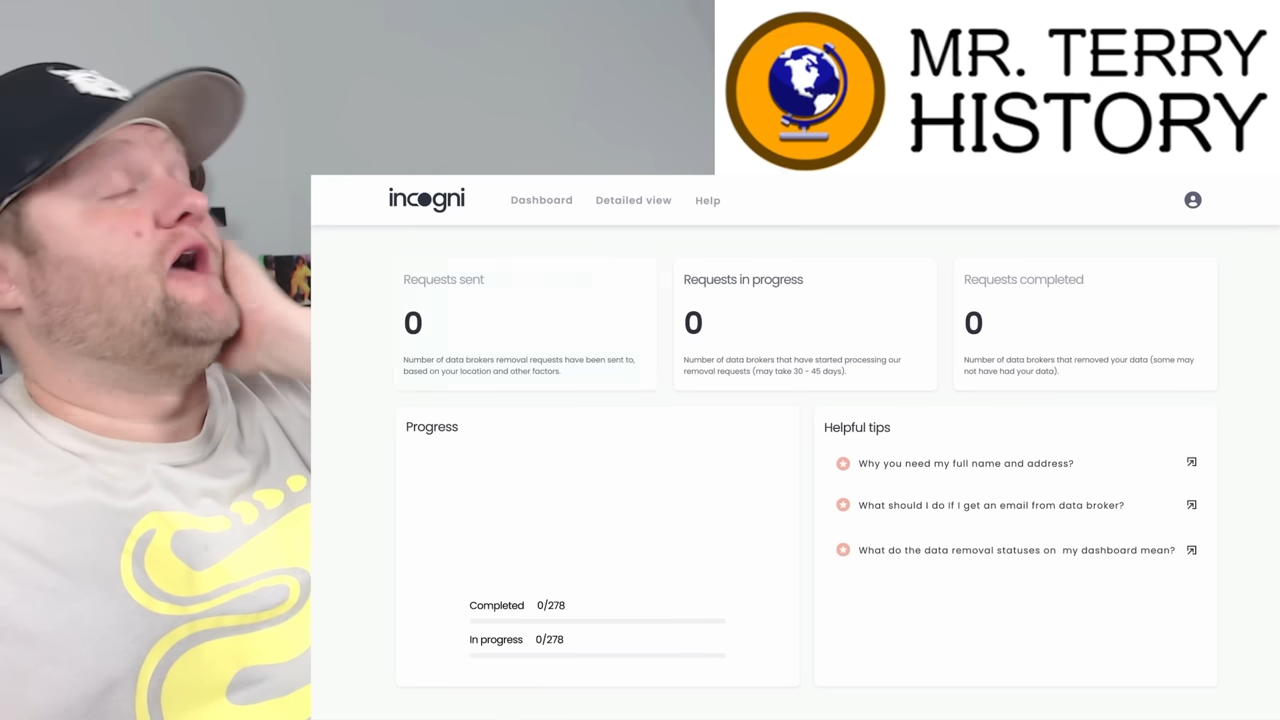 MR. TERRY
HISTORY
incogni
Dashboard
Detailed view
Help
Requests sent
0
Number of data brokers removal requests have been sent to,
based on your location and other factors.
Requests in progress
0
Number of data brokers that have started processing our
removal requests (may take 30 - 45 days).
Requests completed
0
Number of data brokers that removed your data (some may
not have had your data).
Progress
Completed 0/278
In progress 0/278
Helpful tips
Why you need my full name and address?
What should I do If I get an email from data broker?
What do the data removal statuses on my dashboard mean?